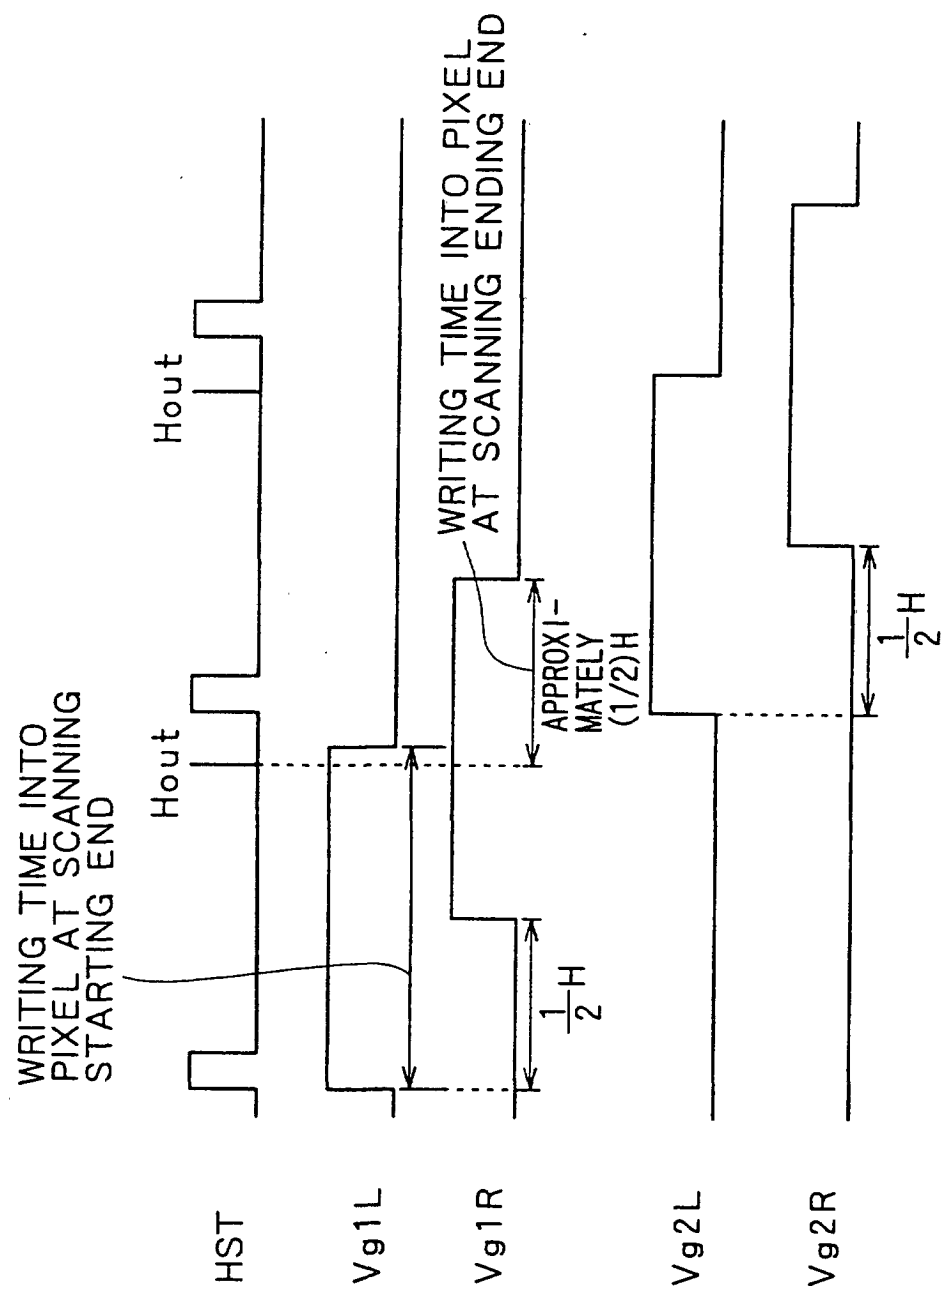 WRITING TIME INTO
PIXEL AT SCANNING
STARTING END
Hout
Hout
HST
Vg1L
WRITING TIME INTO PIXEL
AT SCANNING ENDING END
Vg1R
1/2 H
APPROXI-
MATELY
(1/2)H
Vg2L
Vg2R
1/2 H